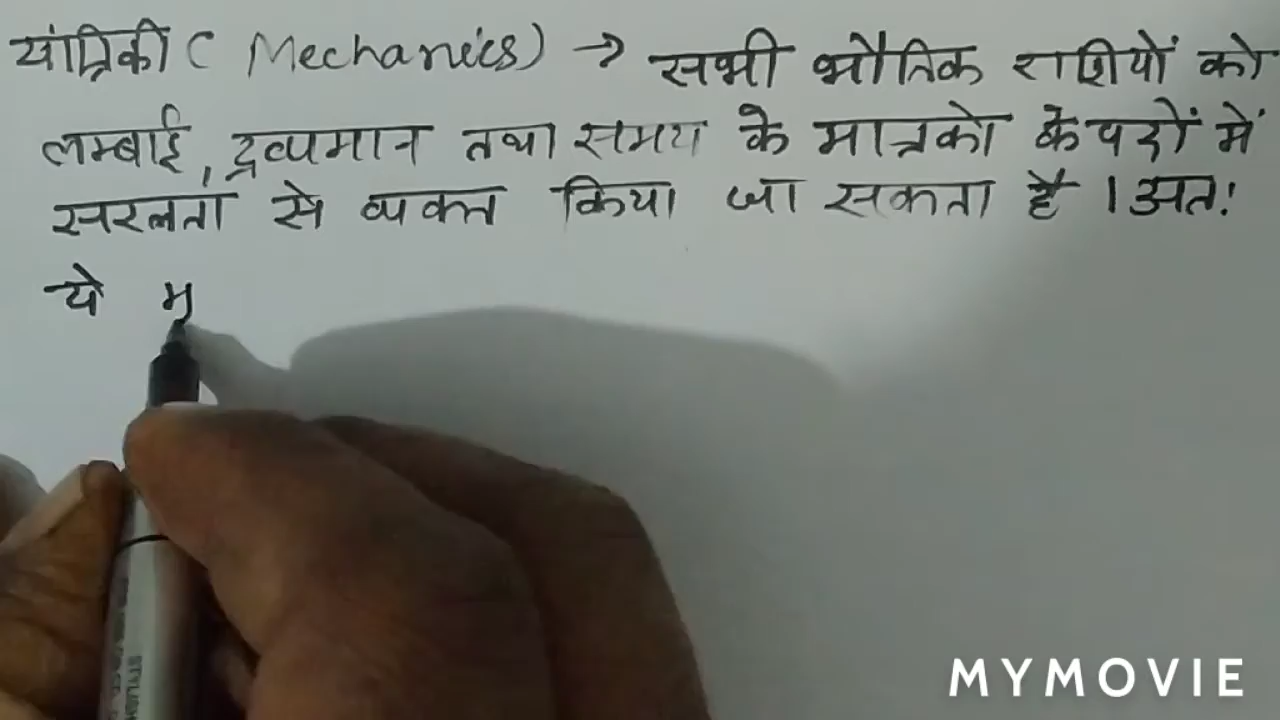 यांत्रिकी ( Mechanics) → सभी भौतिक राशियों को
लम्बाई, द्रव्यमान तथा समय के मात्रको के पदों में
सरलता से व्यक्त किया जा सकता है । अत:
ये म
MYMOVIE